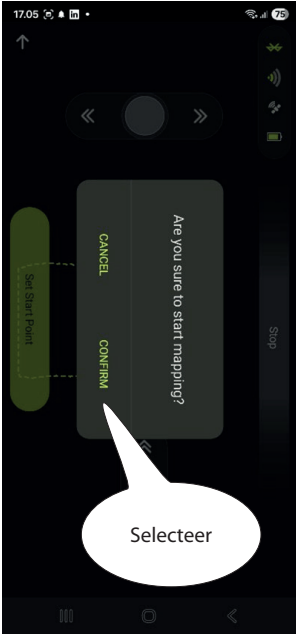 17.05
75
Are you sure to start mapping?
CANCEL
CONFIRM
Set Start Point
Stop
Selecteer